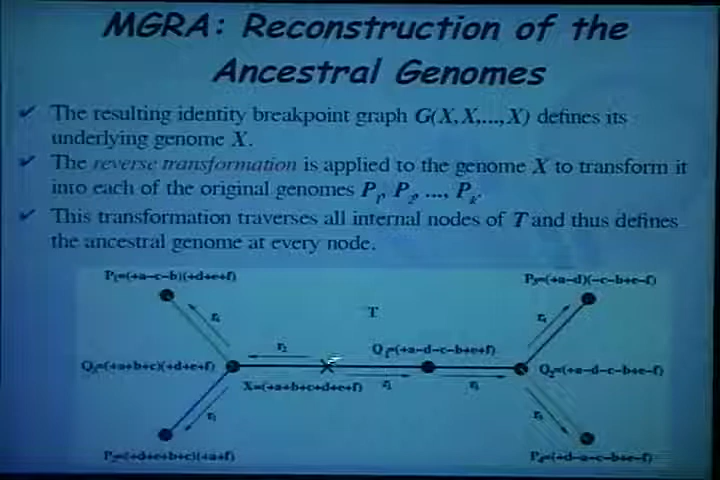 MGRA: Reconstruction of the
Ancestral Genomes
✔ The resulting identity breakpoint graph G(X,X,...,X) defines its
underlying genome X.
✔ The reverse transformation is applied to the genome X to transform it
into each of the original genomes P1, P2, ..., Pk.
✔ This transformation traverses all internal nodes of T and thus defines
the ancestral genome at every node.
P1=(+a−c−b)(+d+e+f)
P3=(+a−d)(−c−b+e−f)
T
r2
Q1=(+a−d−c−b+e+f)
Q3=(+a+b+c)(+d+e+f)
Q2=(+a−d−c−b+e−f)
X=(+a+b+c+d+e+f)
P2=(+d+e+b+c)(+a+f)
P4=(+d−a−c−b+e−f)